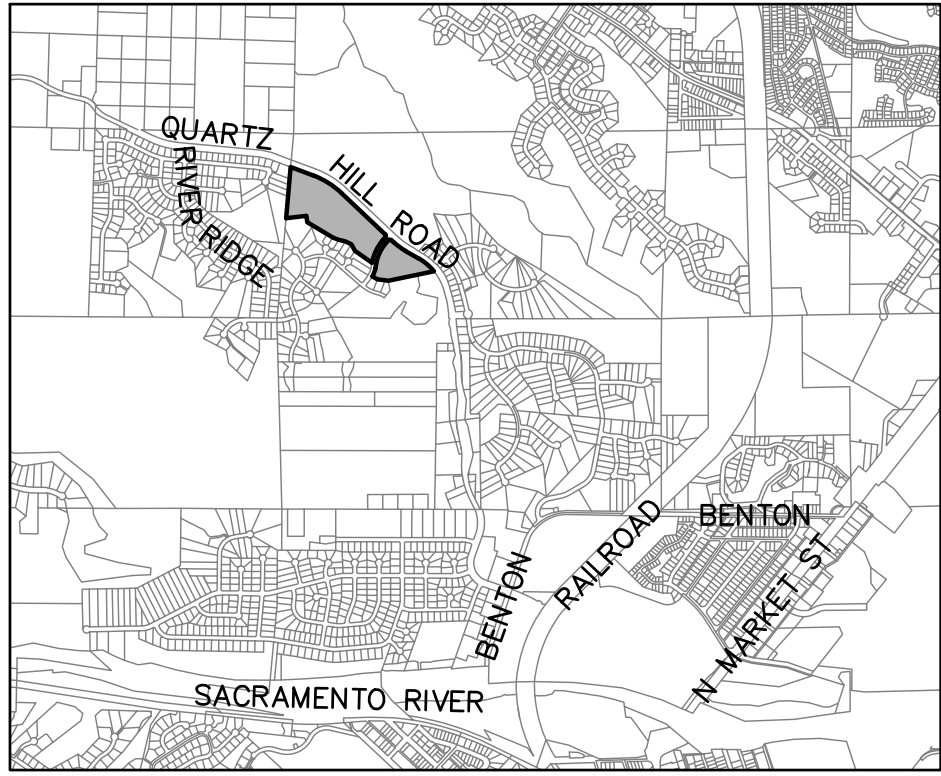 QUARTZ
HILL ROAD
RIVER RIDGE
BENTON
RAILROAD
BENTON
N MARKET ST
SACRAMENTO RIVER